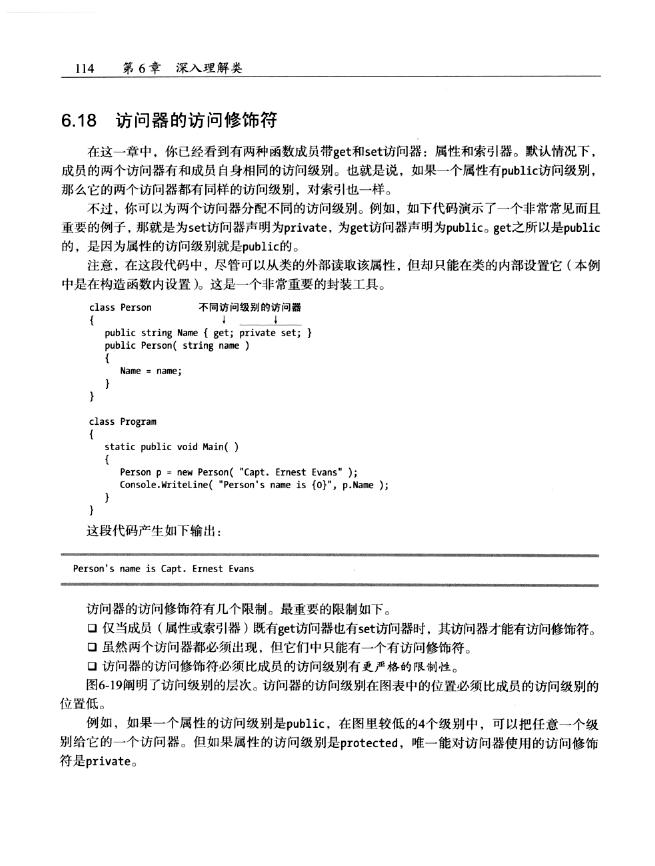 114 第6章 深入理解类
6.18 访问器的访问修饰符
在这一章中，你已经看到有两种函数成员带get和set访问器：属性和索引器。默认情况下，
成员的两个访问器有和成员自身相同的访问级别。也就是说，如果一个属性有public访问级别，
那么它的两个访问器都有同样的访问级别，对索引也一样。
不过，你可以为两个访问器分配不同的访问级别。例如，如下代码演示了一个非常常见而且
重要的例子，那就是为set访问器声明为private，为get访问器声明为public。get之所以是public
的，是因为属性的访问级别就是public的。
注意，在这段代码中，尽管可以从类的外部读取该属性，但却只能在类的内部设置它（本例
中是在构造函数内设置）。这是一个非常重要的封装工具。
class Person 不同访问级别的访问器
{ ↓ ↓
public string Name { get; private set; }
public Person( string name )
{
Name = name;
}
}
class Program
{
static public void Main( )
{
Person p = new Person( "Capt. Ernest Evans" );
Console.WriteLine( "Person's name is {0}", p.Name );
}
}
这段代码产生如下输出：
Person's name is Capt. Ernest Evans
访问器的访问修饰符有几个限制。最重要的限制如下。
❑ 仅当成员（属性或索引器）既有get访问器也有set访问器时，其访问器才能有访问修饰符。
❑ 虽然两个访问器都必须出现，但它们中只能有一个有访问修饰符。
❑ 访问器的访问修饰符必须比成员的访问级别有更严格的限制性。
图6-19阐明了访问级别的层次。访问器的访问级别在图表中的位置必须比成员的访问级别的
位置低。
例如，如果一个属性的访问级别是public，在图里较低的4个级别中，可以把任意一个级
别给它的一个访问器。但如果属性的访问级别是protected，唯一能对访问器使用的访问修饰
符是private。